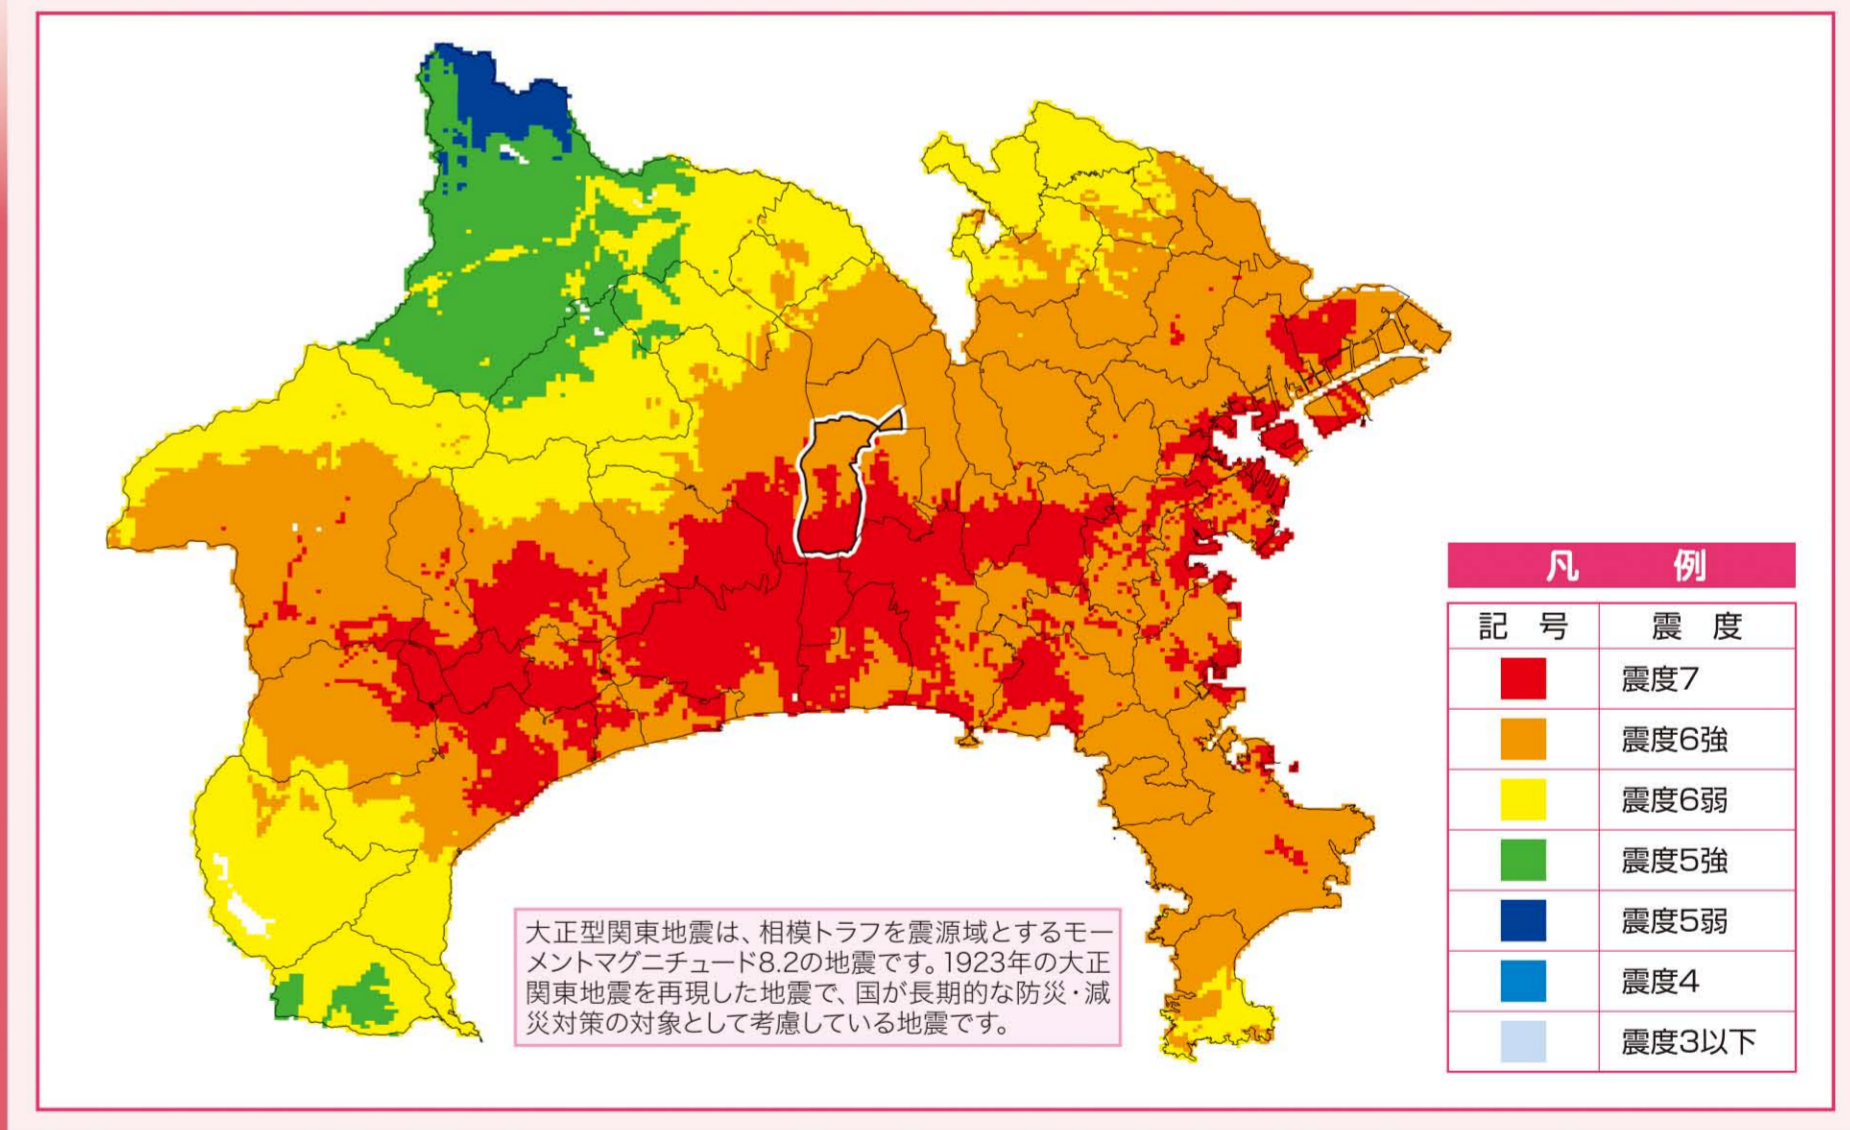 大正型関東地震は、相模トラフを震源域とするモー
メントマグニチュード8.2の地震です。1923年の大正
関東地震を再現した地震で、国が長期的な防災・減
災対策の対象として考慮している地震です。
凡 例
記 号 震 度
震度7
震度6強
震度6弱
震度5強
震度5弱
震度4
震度3以下